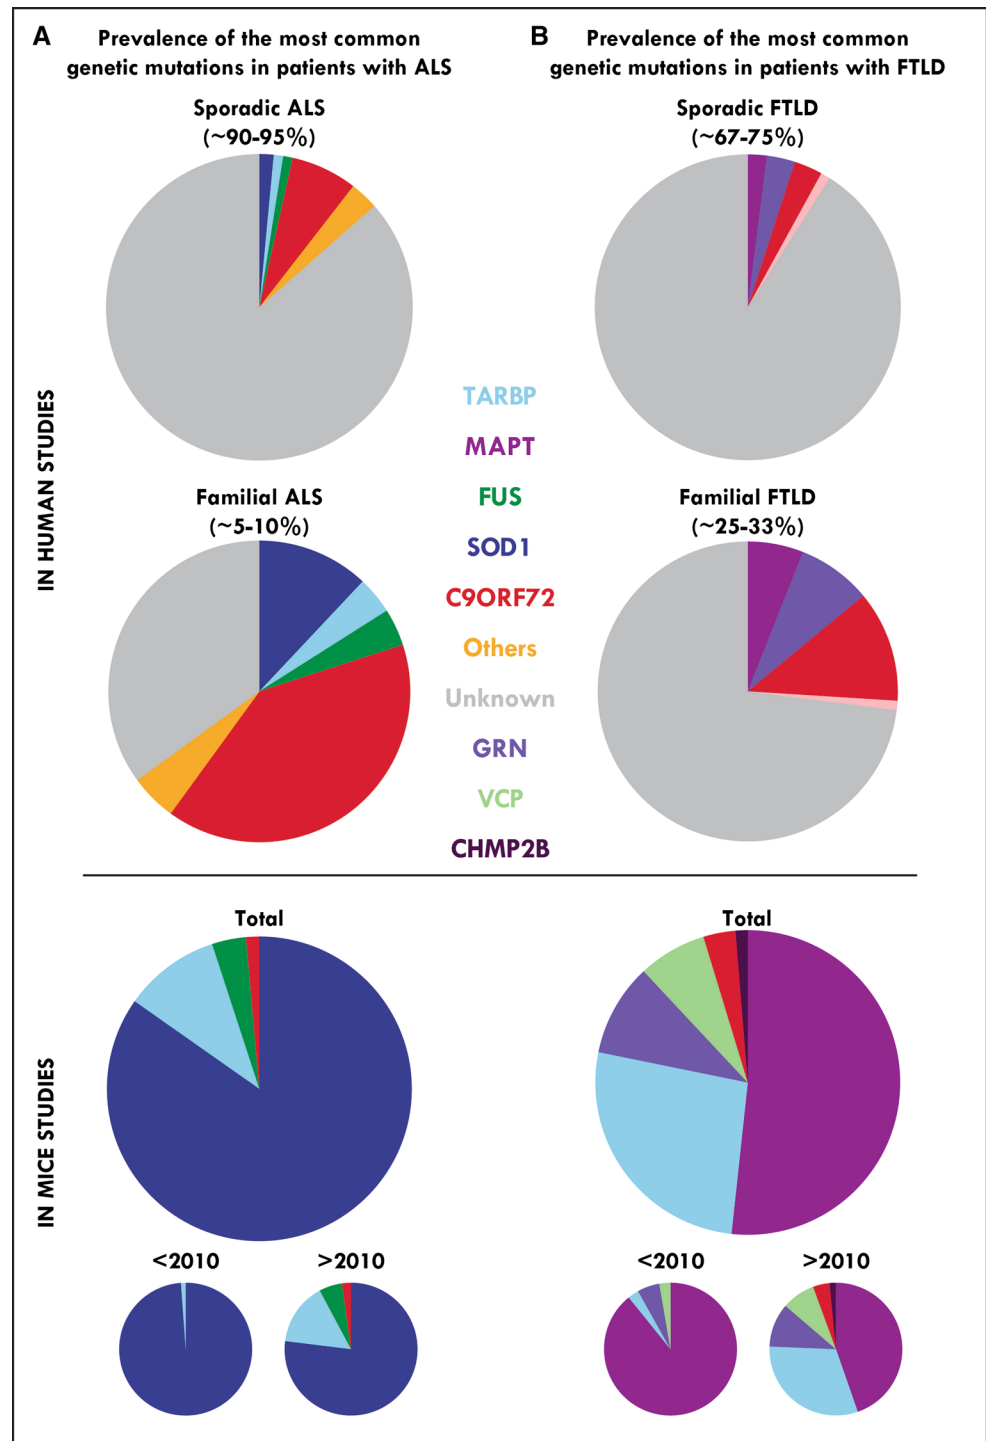 A
Prevalence of the most common
genetic mutations in patients with ALS
B
Prevalence of the most common
genetic mutations in patients with FTLD
Sporadic ALS
(~90-95%)
Sporadic FTLD
(~67-75%)
IN HUMAN STUDIES
TARBP
MAPT
FUS
SOD1
C9ORF72
Others
Unknown
GRN
VCP
CHMP2B
Familial ALS
(~5-10%)
Familial FTLD
(~25-33%)
IN MICE STUDIES
Total
Total
<2010
>2010
<2010
>2010